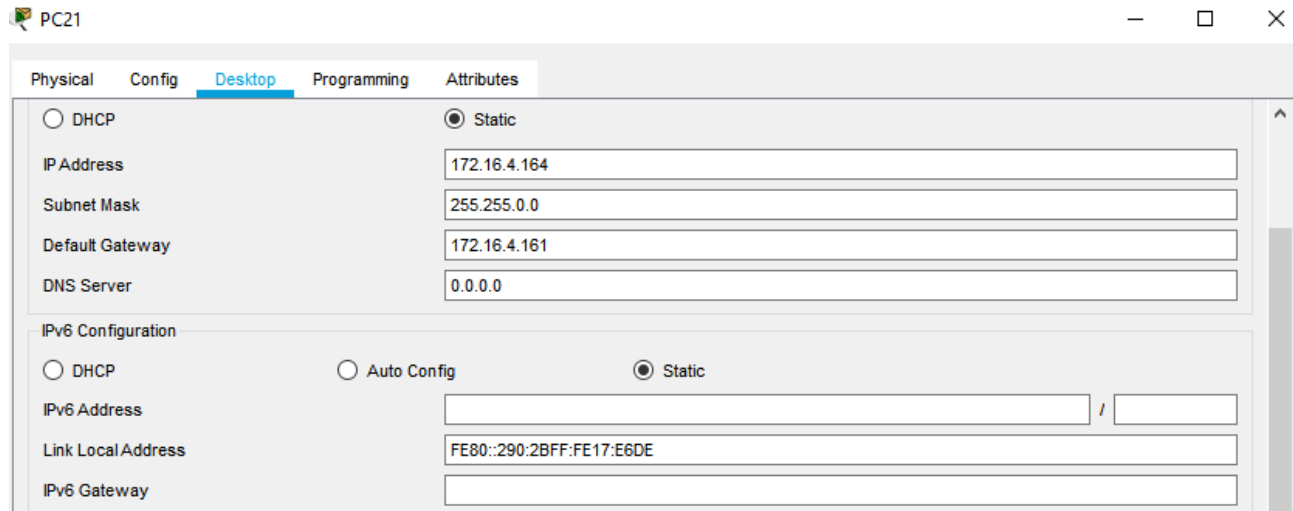 PC21
Physical Config Desktop Programming Attributes
DHCP Static
IP Address 172.16.4.164
Subnet Mask 255.255.0.0
Default Gateway 172.16.4.161
DNS Server 0.0.0.0
IPv6 Configuration
DHCP Auto Config Static
IPv6 Address /
Link Local Address FE80::290:2BFF:FE17:E6DE
IPv6 Gateway